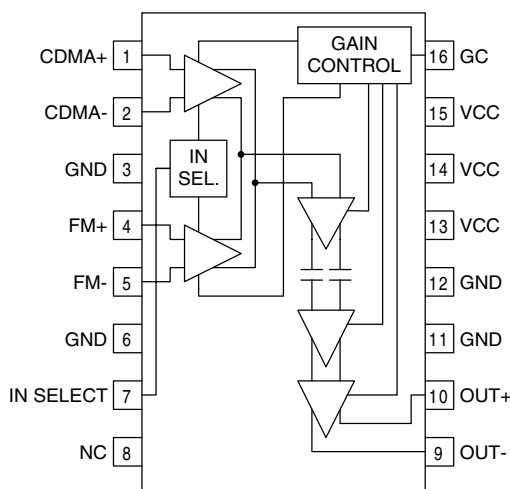 CDMA+ 1
CDMA- 2
GND 3
FM+ 4
FM- 5
GND 6
IN SELECT 7
NC 8
IN
SEL.
GAIN
CONTROL
16 GC
15 VCC
14 VCC
13 VCC
12 GND
11 GND
10 OUT+
9 OUT-